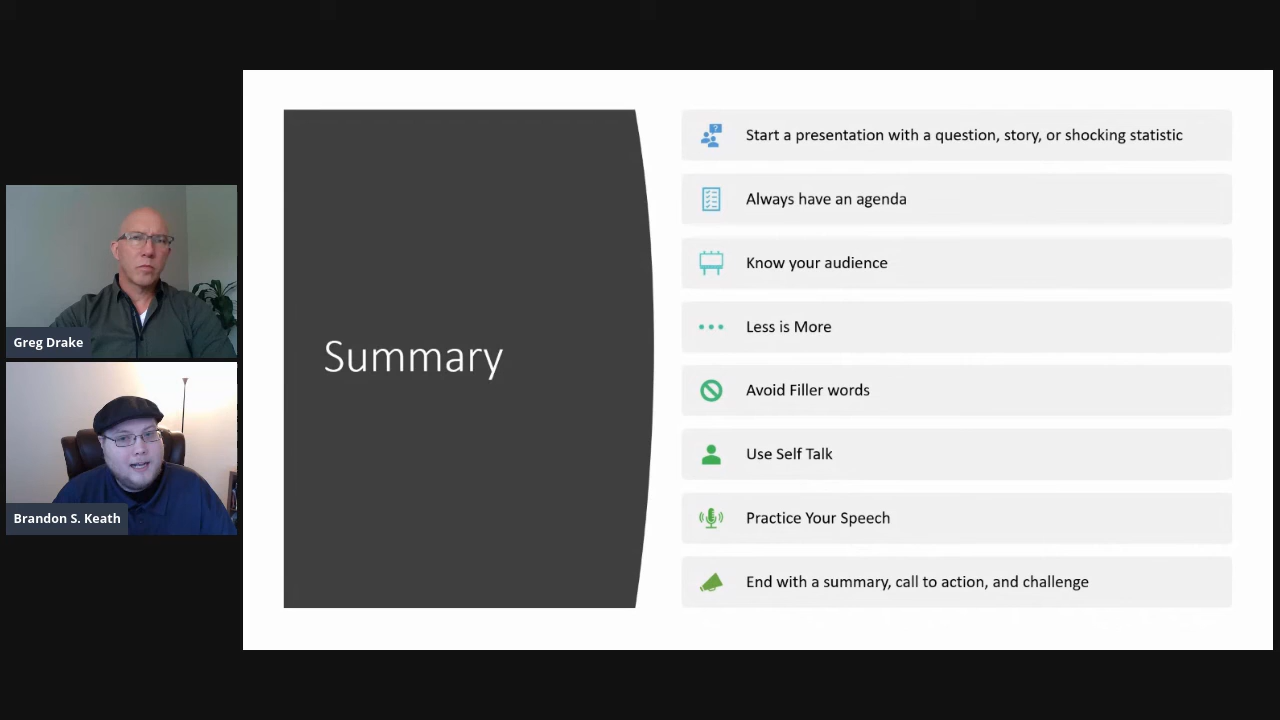 Greg Drake
Brandon S. Keath
Summary
Start a presentation with a question, story, or shocking statistic
Always have an agenda
Know your audience
Less is More
Avoid Filler words
Use Self Talk
Practice Your Speech
End with a summary, call to action, and challenge